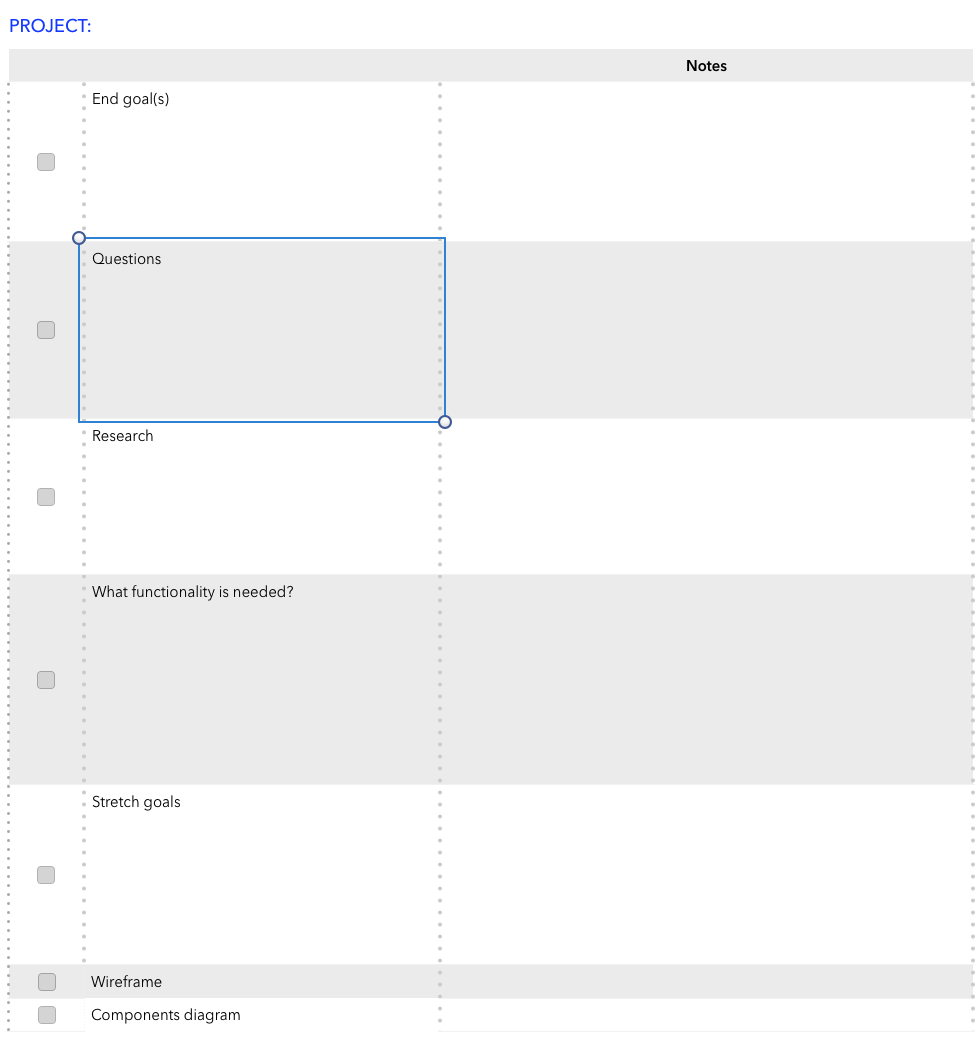 PROJECT:
Notes
End goal(s)
Questions
Research
What functionality is needed?
Stretch goals
Wireframe
Components diagram